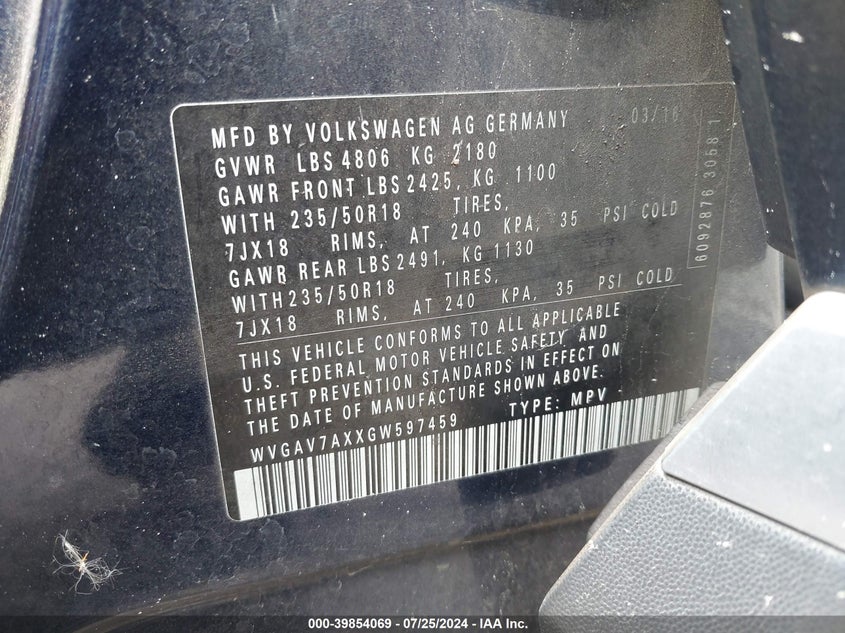 MFD BY VOLKSWAGEN AG GERMANY 03/16
GVWR LBS 4806 KG 2180
GAWR FRONT LBS 2425, KG 1100
WITH 235/50R18 TIRES,
7JX18 RIMS, AT 240 KPA, 35 PSI COLD
GAWR REAR LBS 2491, KG 1130
WITH 235/50R18 TIRES,
7JX18 RIMS, AT 240 KPA, 35 PSI COLD
THIS VEHICLE CONFORMS TO ALL APPLICABLE
U.S. FEDERAL MOTOR VEHICLE SAFETY AND
THEFT PREVENTION STANDARDS IN EFFECT ON
THE DATE OF MANUFACTURE SHOWN ABOVE.
WVGAV7AXXGW597459 TYPE: MPV
6092876 30681
000-39854069 - 07/25/2024 - IAA Inc.